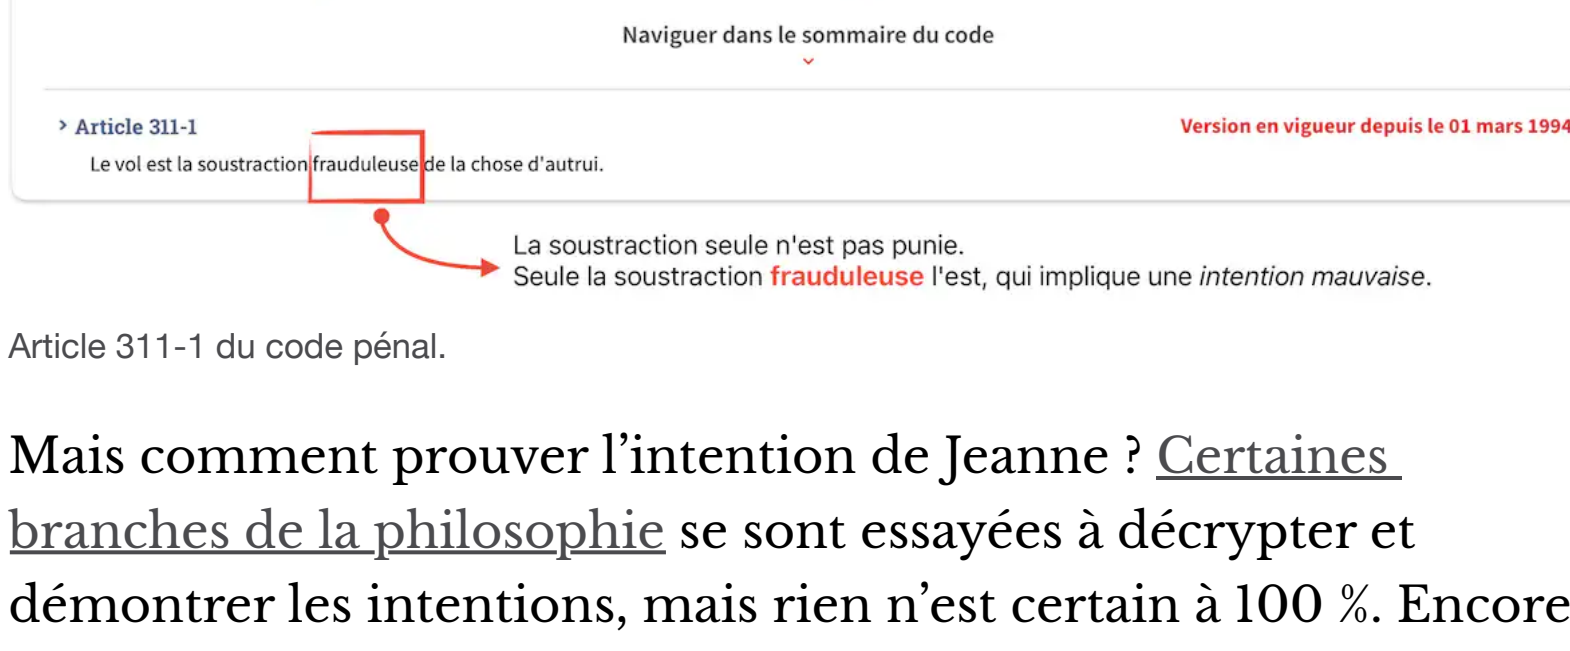 Naviguer dans le sommaire du code
Article 311-1
Version en vigueur depuis le 01 mars 1994
Le vol est la soustraction frauduleuse de la chose d'autrui.
La soustraction seule n'est pas punie.
Seule la soustraction frauduleuse l'est, qui implique une intention mauvaise.
Article 311-1 du code pénal.
Mais comment prouver l’intention de Jeanne ? Certaines
branches de la philosophie se sont essayées à décrypter et
démontrer les intentions, mais rien n’est certain à 100 %. Encore